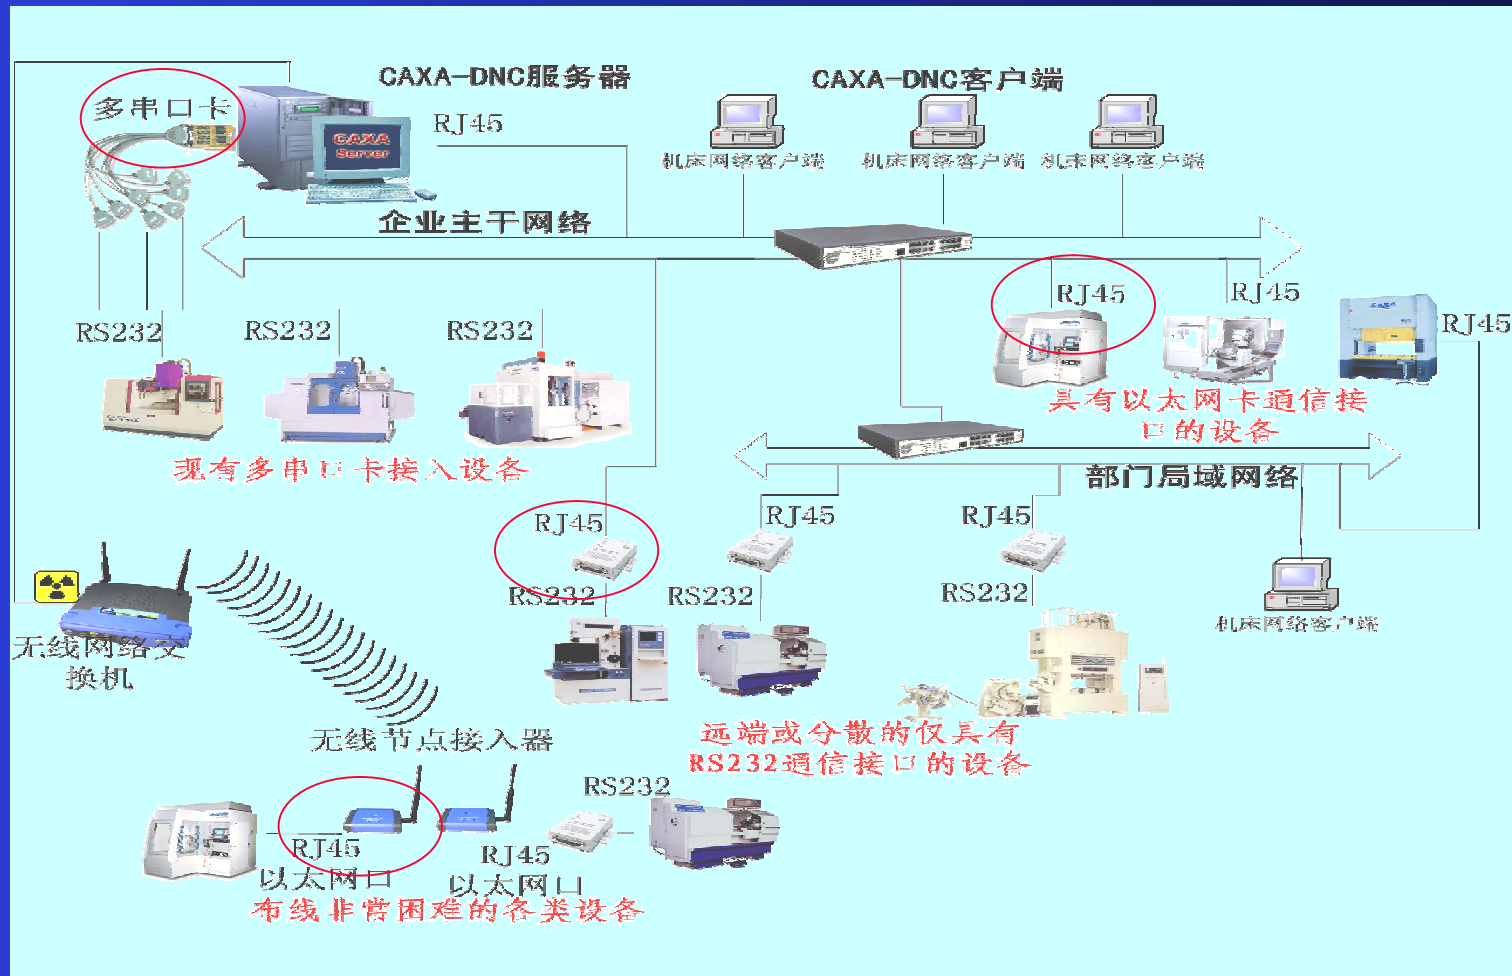 CAXA-DNC服务器
CAXA-DNC客户端
多串口卡
RJ45
CAXA
Server
机床网络客户端
机床网络客户端
机床网络客户端
企业主干网络
RJ45
RJ45
RJ45
RS232
RS232
RS232
具有以太网卡通信接
口的设备
现有多串口卡接入设备
部门局域网络
RJ45
RJ45
RJ45
RS232
RS232
RS232
机床网络客户端
无线网络交
换机
远端或分散的仅具有
RS232通信接口的设备
无线节点接入器
RS232
RJ45
以太网口
RJ45
以太网口
布线非常困难的各类设备